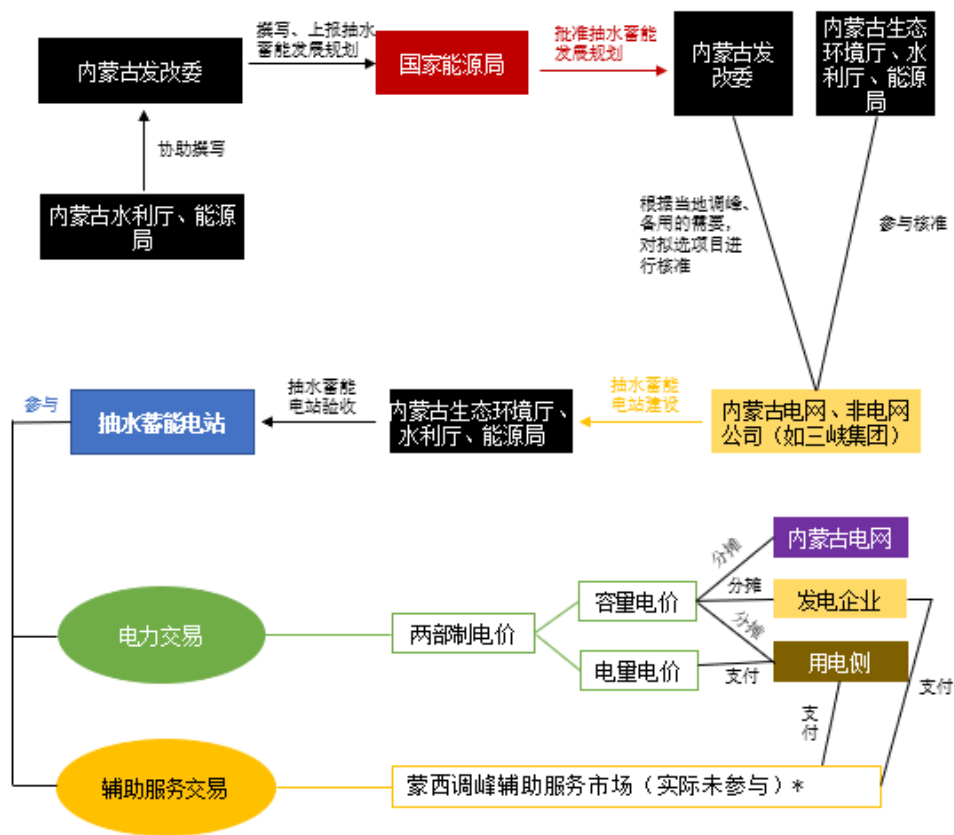 撰写、上报抽水
蓄能发展规划
批准抽水蓄能
发展规划
内蒙古发改委
国家能源局
内蒙古发
改委
内蒙古生态
环境厅、水
利厅、能源
局
协助撰写
内蒙古水利厅、能源
局
根据当地调峰、
备用的需要，
对拟选项目进
行核准
参与核准
参与
抽水蓄能电站
抽水蓄能
电站验收
内蒙古生态环境厅、
水利厅、能源局
抽水蓄能
电站建设
内蒙古电网、非电网
公司（如三峡集团）
电力交易
两部制电价
容量电价
电量电价
分摊
分摊
分摊
支付
内蒙古电网
发电企业
用电侧
支付
支付
辅助服务交易
蒙西调峰辅助服务市场（实际未参与）*